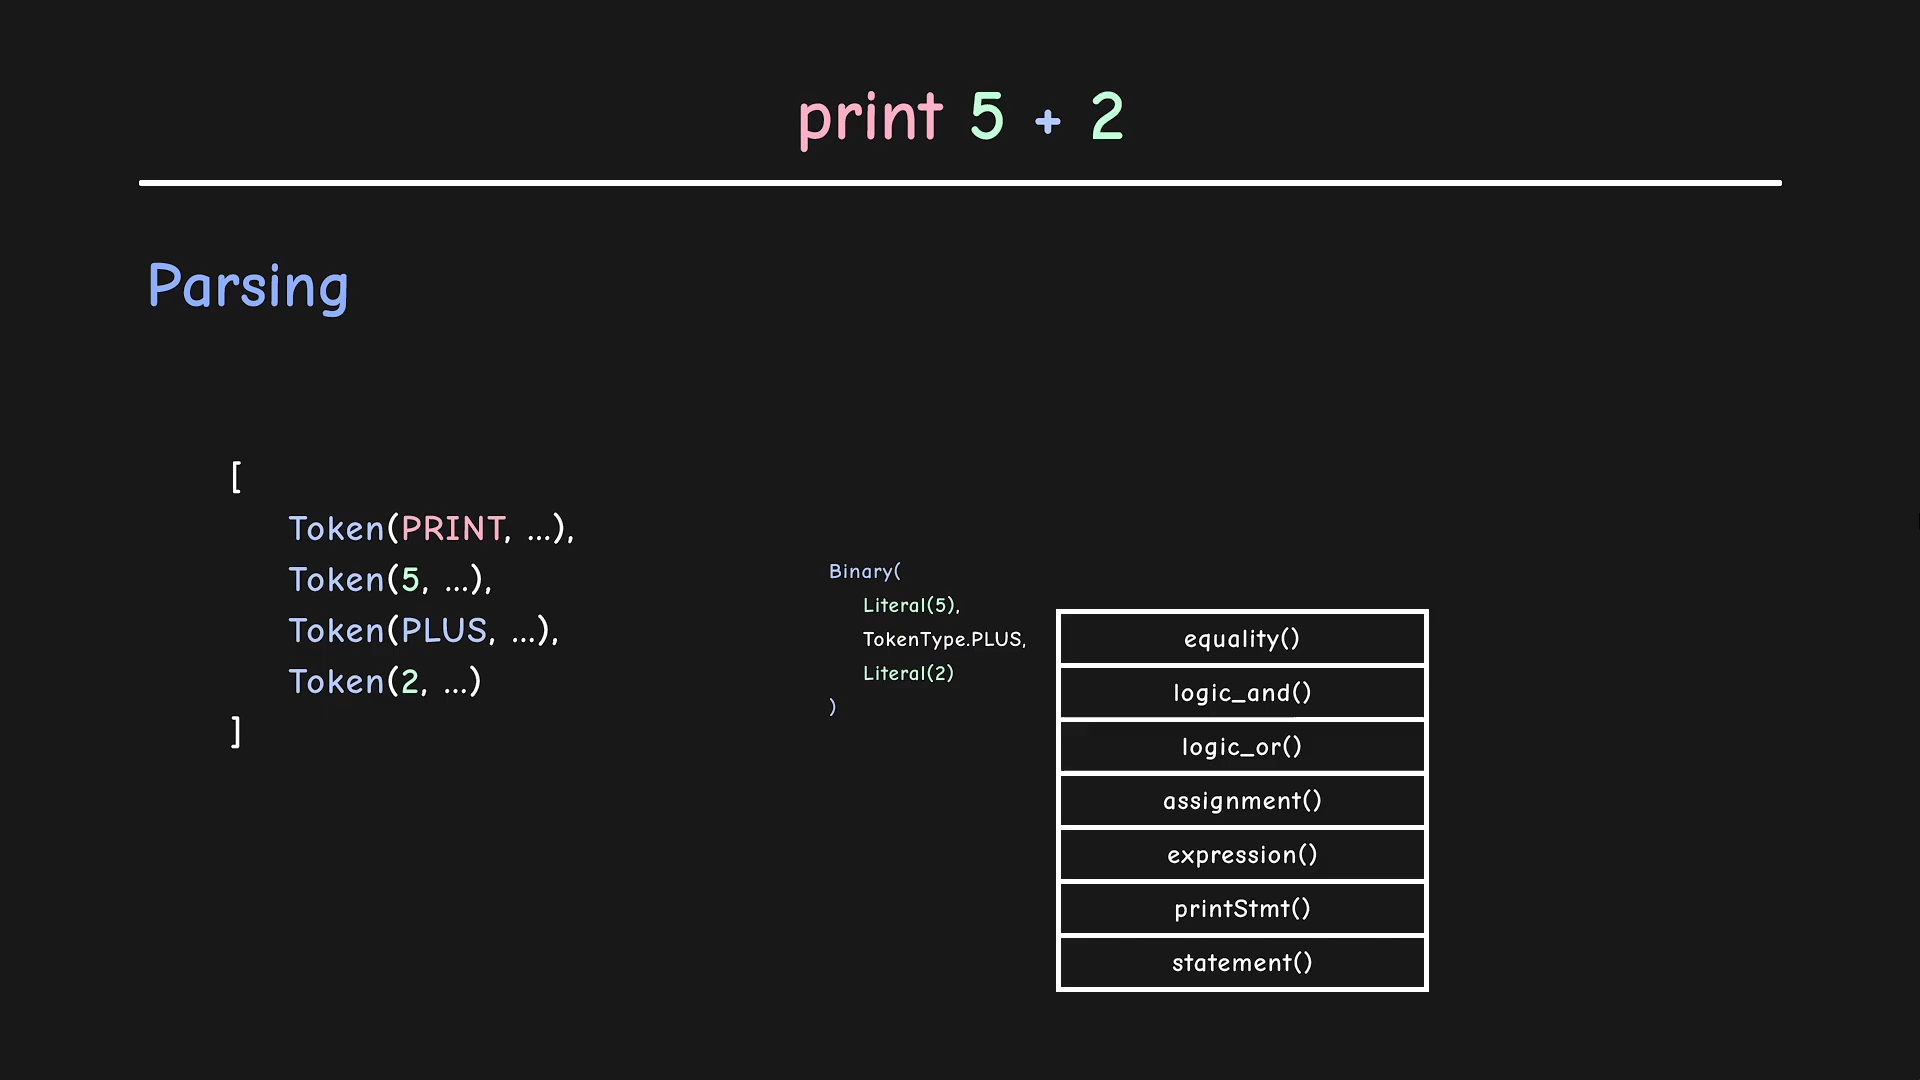 print 5 + 2
Parsing
[
Token(PRINT, ...),
Token(5, ...),
Token(PLUS, ...),
Token(2, ...)
]
Binary(
Literal(5),
TokenType.PLUS,
Literal(2)
)
equality()
logic_and()
logic_or()
assignment()
expression()
printStmt()
statement()